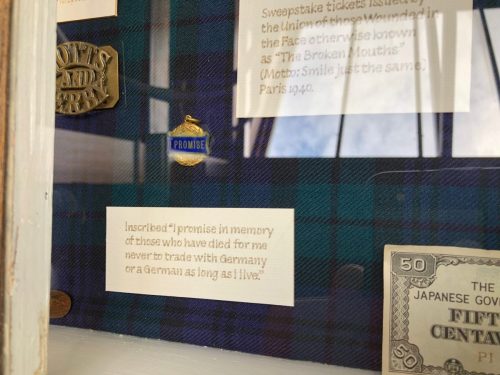 Sweepstake tickets issued by
the Union of those Wounded in
the Face otherwise known
as "The Broken Mouths"
(Motto: Smile just the same)
Paris 1940.
AND
PROMISE
Inscribed "I promise in memory
of those who have died for me
never to trade with Germany
or a German as long as I live."
50
THE
JAPANESE GOV
FIFT
CENTAV
50